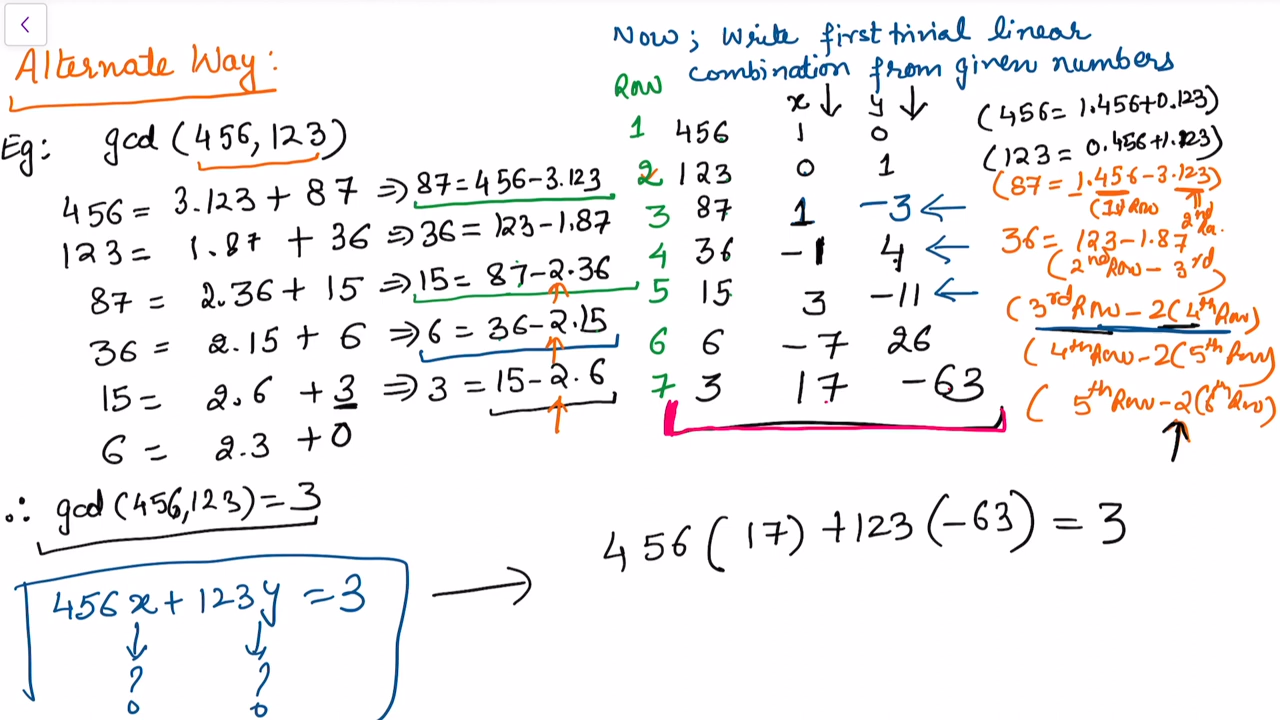 Alternate Way:
Eg: gcd (456, 123)
456 = 3.123 + 87 ⇒ 87 = 456 - 3.123
123 = 1.87 + 36 ⇒ 36 = 123 - 1.87
87 = 2.36 + 15 ⇒ 15 = 87 - 2.36
36 = 2.15 + 6 ⇒ 6 = 36 - 2.15
15 = 2.6 + 3 ⇒ 3 = 15 - 2.6
6 = 2.3 + 0
∴ gcd (456, 123) = 3
456x + 123y = 3
? ?
Now; Write first trivial linear
combination from given numbers
Row x y
1 456 1 0 (456 = 1.456 + 0.123)
2 123 0 1 (123 = 0.456 + 1.123)
3 87 1 -3 (87 = 1.456 - 3.123)
(1st Row 2nd
4 36 -1 4 36 = 123 - 1.87
(2nd Row - 3rd)
5 15 3 -11 (3rd Row - 2(4th Row)
6 6 -7 26 (4th Row - 2(5th Row)
7 3 17 -63 (5th Row - 2(6th Row)
456 (17) + 123 (-63) = 3